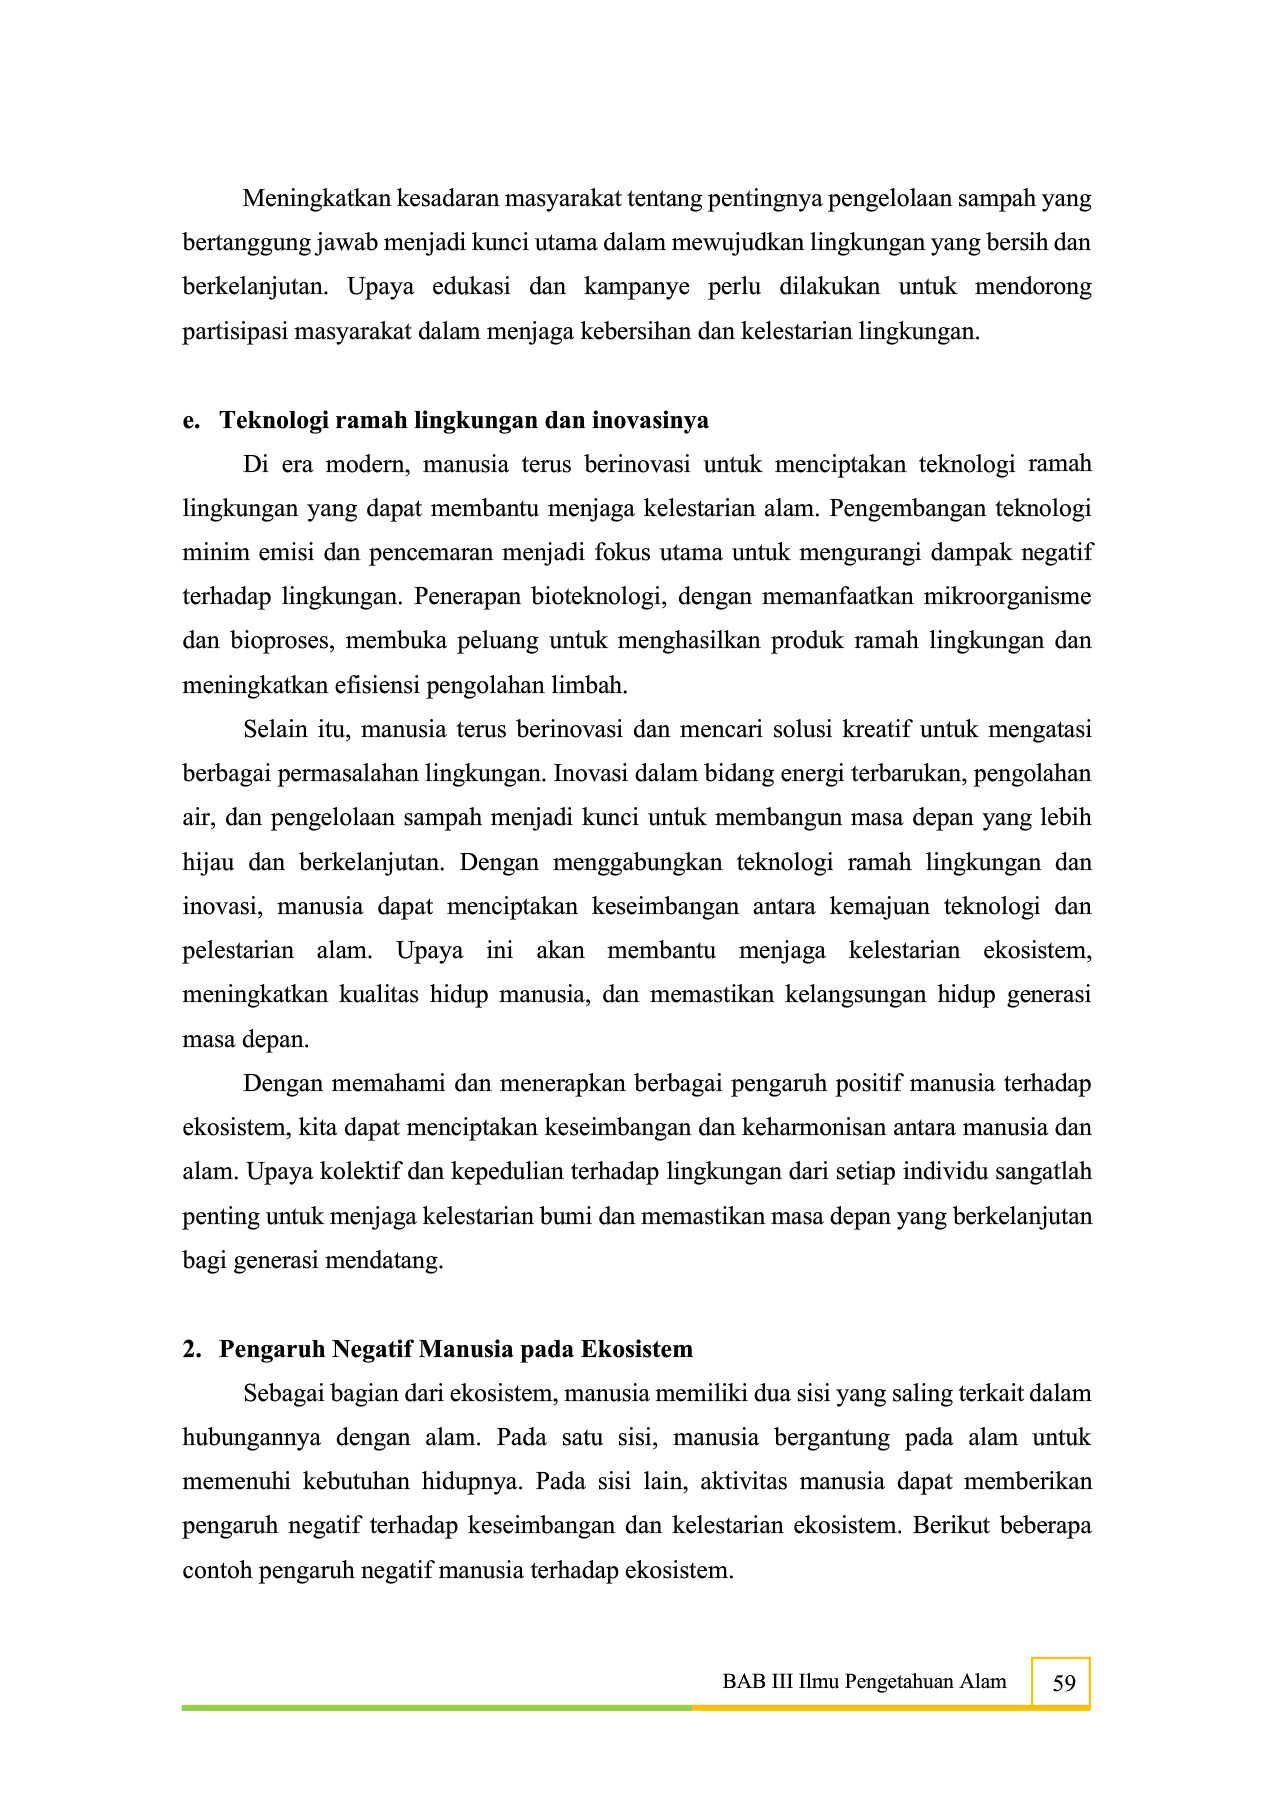 Meningkatkan kesadaran masyarakat tentang pentingnya pengelolaan sampah yang
bertanggung jawab menjadi kunci utama dalam mewujudkan lingkungan yang bersih dan
berkelanjutan. Upaya edukasi dan kampanye perlu dilakukan untuk mendorong
partisipasi masyarakat dalam menjaga kebersihan dan kelestarian lingkungan.
e. Teknologi ramah lingkungan dan inovasinya
Di era modern, manusia terus berinovasi untuk menciptakan teknologi ramah
lingkungan yang dapat membantu menjaga kelestarian alam. Pengembangan teknologi
minim emisi dan pencemaran menjadi fokus utama untuk mengurangi dampak negatif
terhadap lingkungan. Penerapan bioteknologi, dengan memanfaatkan mikroorganisme
dan bioproses, membuka peluang untuk menghasilkan produk ramah lingkungan dan
meningkatkan efisiensi pengolahan limbah.
Selain itu, manusia terus berinovasi dan mencari solusi kreatif untuk mengatasi
berbagai permasalahan lingkungan. Inovasi dalam bidang energi terbarukan, pengolahan
air, dan pengelolaan sampah menjadi kunci untuk membangun masa depan yang lebih
hijau dan berkelanjutan. Dengan menggabungkan teknologi ramah lingkungan dan
inovasi, manusia dapat menciptakan keseimbangan antara kemajuan teknologi dan
pelestarian alam. Upaya ini akan membantu menjaga kelestarian ekosistem,
meningkatkan kualitas hidup manusia, dan memastikan kelangsungan hidup generasi
masa depan.
Dengan memahami dan menerapkan berbagai pengaruh positif manusia terhadap
ekosistem, kita dapat menciptakan keseimbangan dan keharmonisan antara manusia dan
alam. Upaya kolektif dan kepedulian terhadap lingkungan dari setiap individu sangatlah
penting untuk menjaga kelestarian bumi dan memastikan masa depan yang berkelanjutan
bagi generasi mendatang.
2. Pengaruh Negatif Manusia pada Ekosistem
Sebagai bagian dari ekosistem, manusia memiliki dua sisi yang saling terkait dalam
hubungannya dengan alam. Pada satu sisi, manusia bergantung pada alam untuk
memenuhi kebutuhan hidupnya. Pada sisi lain, aktivitas manusia dapat memberikan
pengaruh negatif terhadap keseimbangan dan kelestarian ekosistem. Berikut beberapa
contoh pengaruh negatif manusia terhadap ekosistem.
BAB III Ilmu Pengetahuan Alam 59